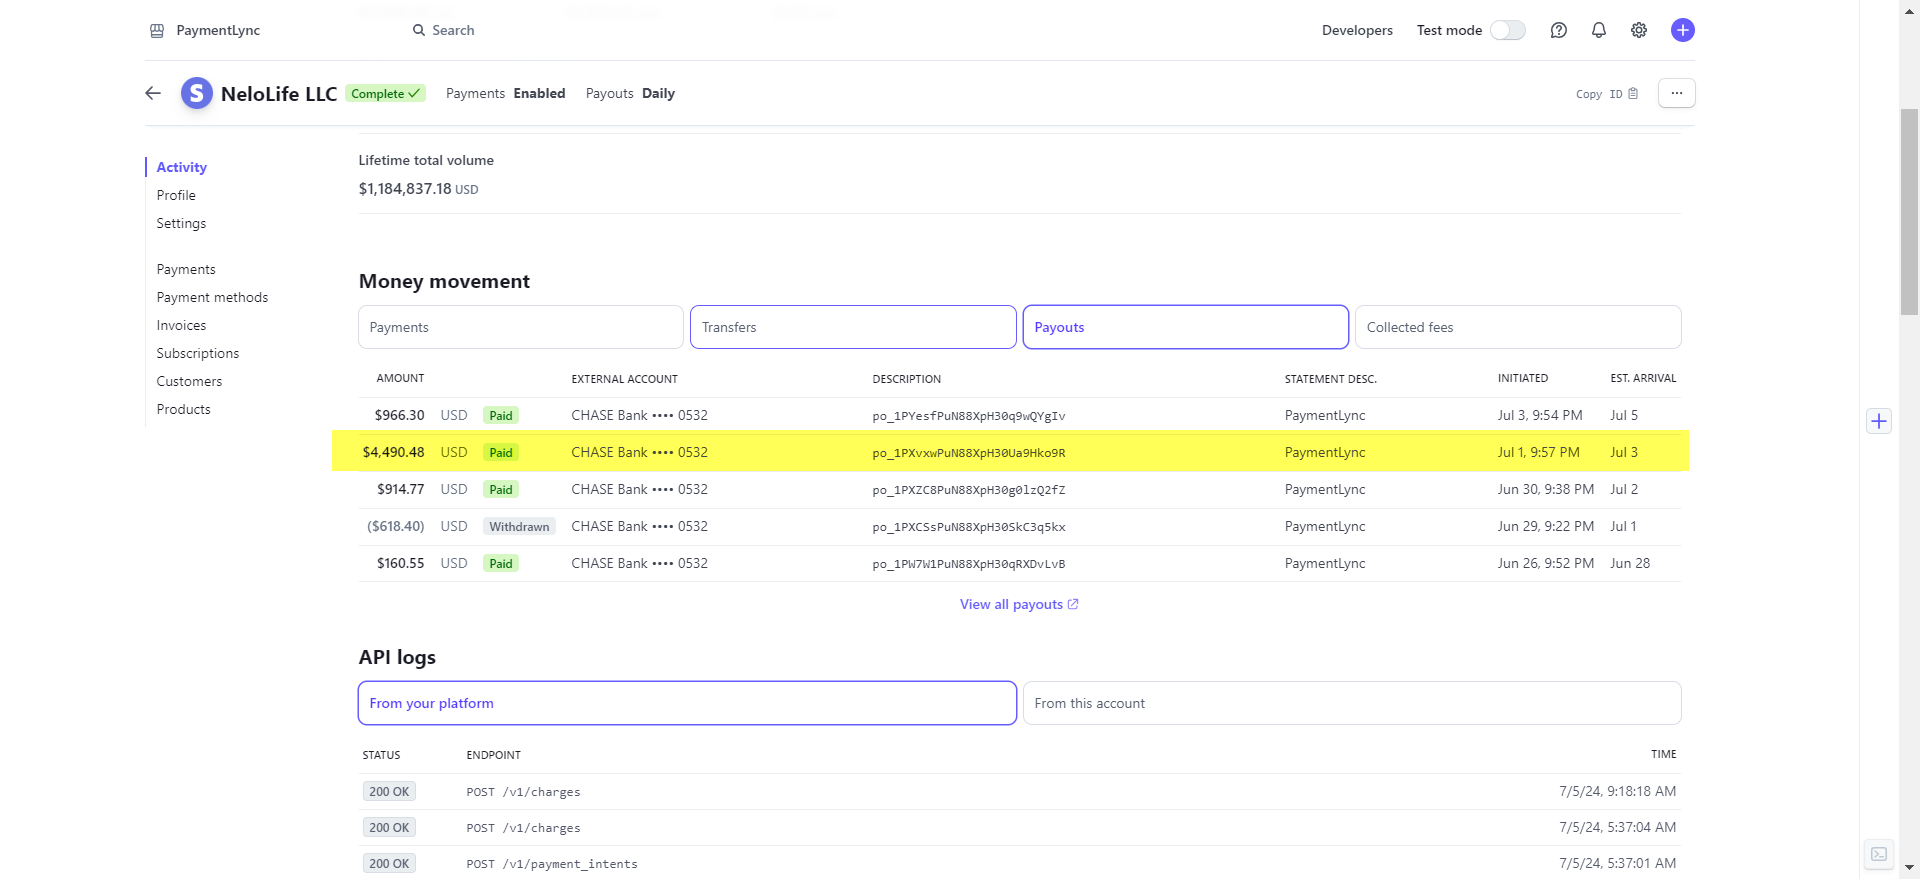 PaymentLync
Search
Developers
Test mode
S NeloLife LLC Complete ✓ Payments Enabled Payouts Daily
Copy ID
...
Activity
Profile
Settings
Payments
Payment methods
Invoices
Subscriptions
Customers
Products
Lifetime total volume
$1,184,837.18 USD
Money movement
Payments Transfers Payouts Collected fees
AMOUNT EXTERNAL ACCOUNT DESCRIPTION STATEMENT DESC. INITIATED EST. ARRIVAL
$966.30 USD Paid CHASE Bank •••• 0532 po_1PYesfPuN88XpH30q9wQYgIv PaymentLync Jul 3, 9:54 PM Jul 5
$4,490.48 USD Paid CHASE Bank •••• 0532 po_1PXvxwPuN88XpH30Ua9Hko9R PaymentLync Jul 1, 9:57 PM Jul 3
$914.77 USD Paid CHASE Bank •••• 0532 po_1PXZC8PuN88XpH30g0lzQ2fZ PaymentLync Jun 30, 9:38 PM Jul 2
($618.40) USD Withdrawn CHASE Bank •••• 0532 po_1PXCSsPuN88XpH30SkC3q5kx PaymentLync Jun 29, 9:22 PM Jul 1
$160.55 USD Paid CHASE Bank •••• 0532 po_1PW7W1PuN88XpH30qRXDvLvB PaymentLync Jun 26, 9:52 PM Jun 28
View all payouts
API logs
From your platform From this account
STATUS ENDPOINT TIME
200 OK POST /v1/charges 7/5/24, 9:18:18 AM
200 OK POST /v1/charges 7/5/24, 5:37:04 AM
200 OK POST /v1/payment_intents 7/5/24, 5:37:01 AM